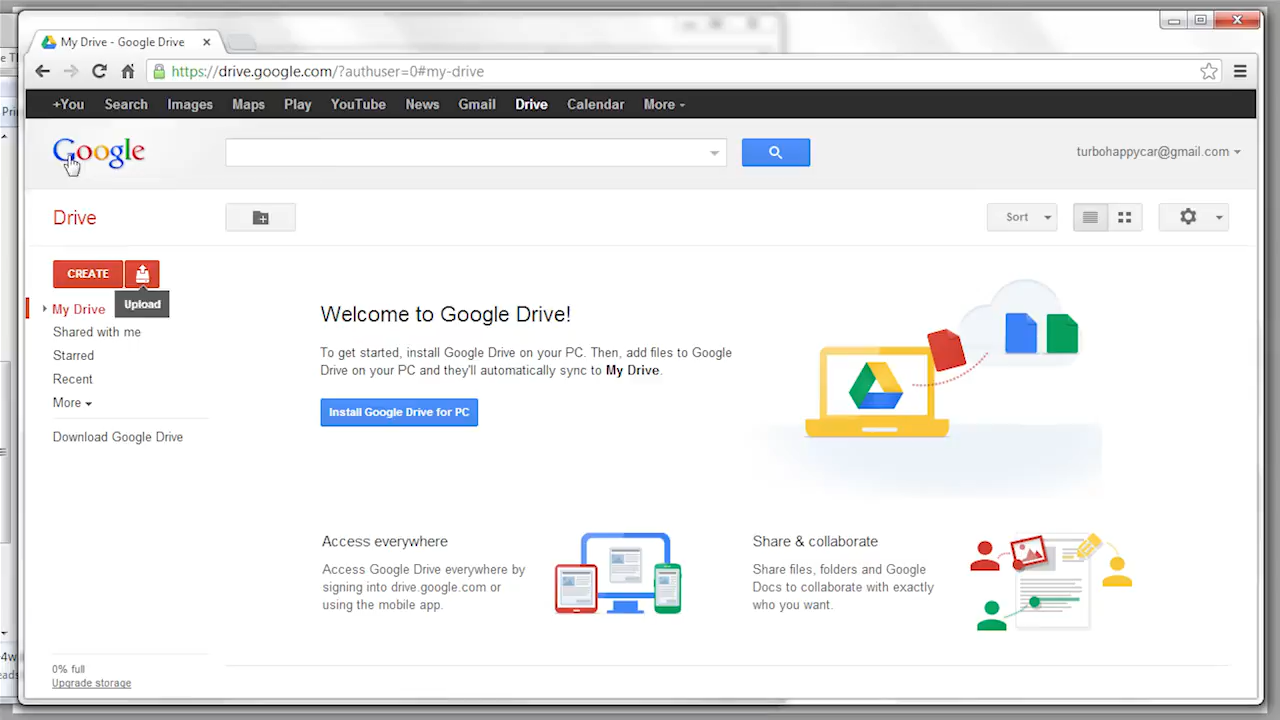 My Drive - Google Drive
https://drive.google.com/?authuser=0#my-drive
+You Search Images Maps Play YouTube News Gmail Drive Calendar More
Google
turbohappycar@gmail.com
Drive
Sort
CREATE
Upload
My Drive
Shared with me
Starred
Recent
More
Download Google Drive
Welcome to Google Drive!
To get started, install Google Drive on your PC. Then, add files to Google
Drive on your PC and they'll automatically sync to My Drive.
Install Google Drive for PC
Access everywhere
Access Google Drive everywhere by
signing into drive.google.com or
using the mobile app.
Share & collaborate
Share files, folders and Google
Docs to collaborate with exactly
who you want.
0% full
Upgrade storage